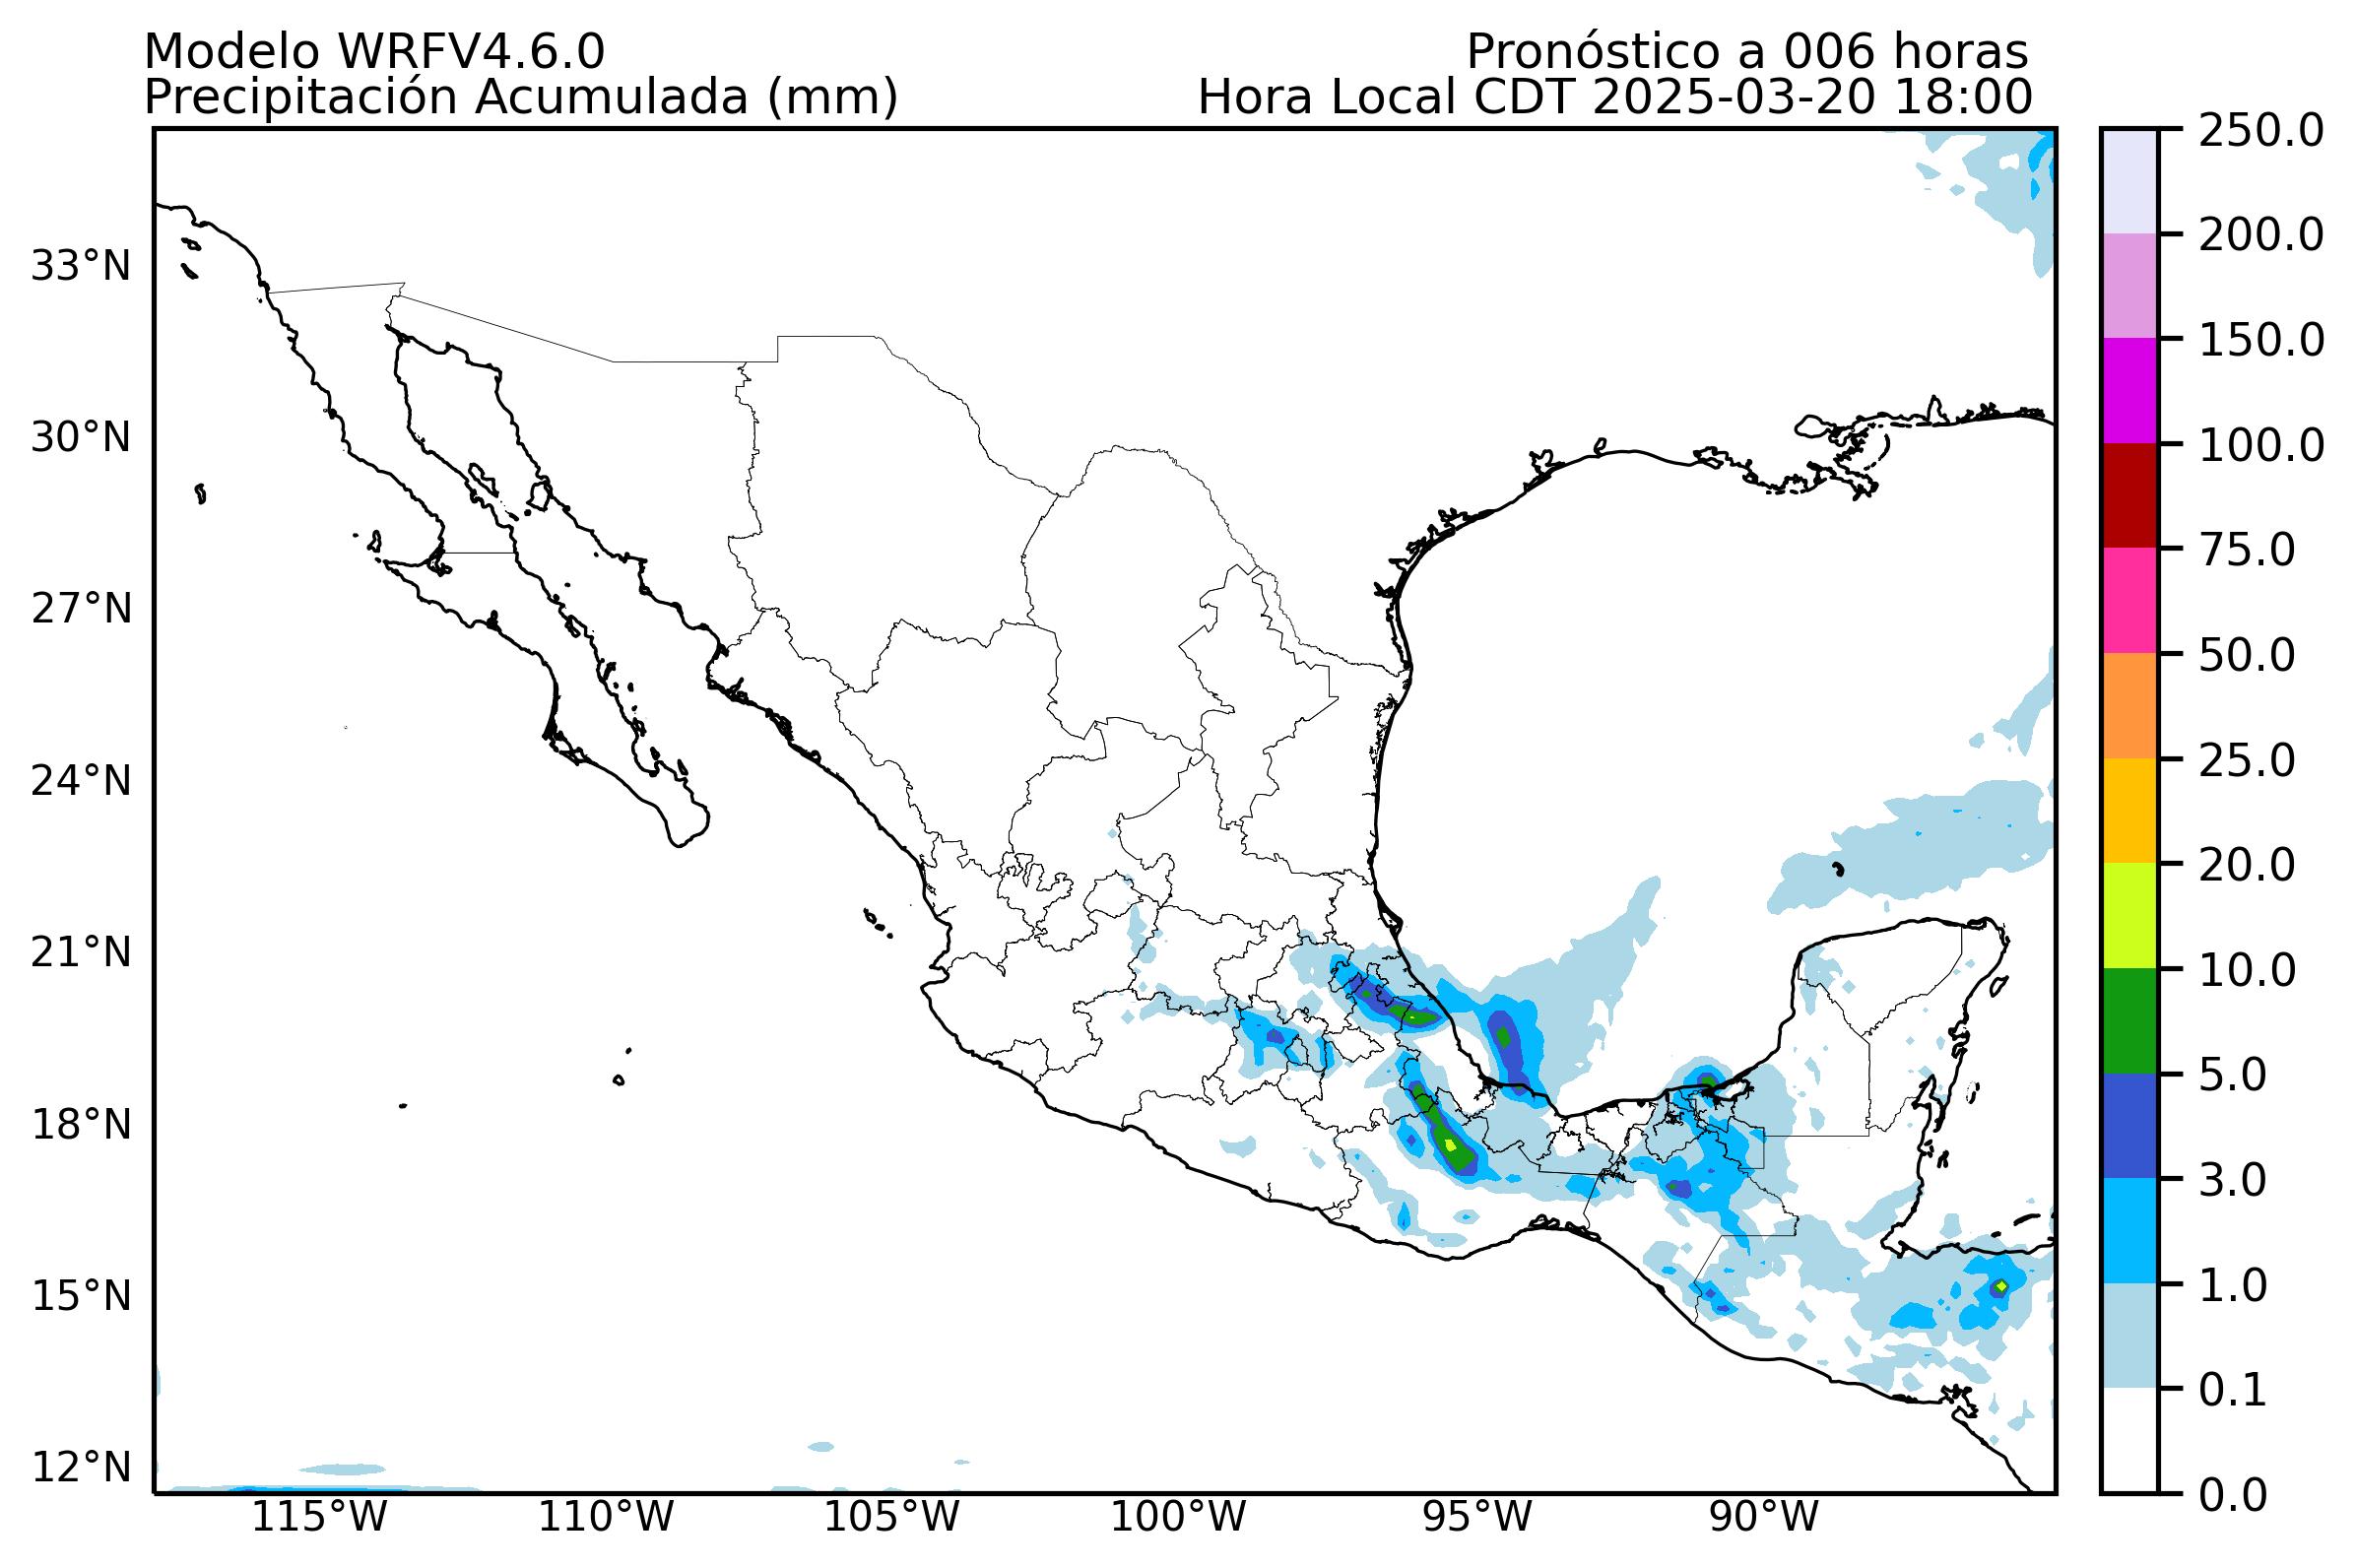 Modelo WRFV4.6.0
Pronóstico a 006 horas
Precipitación Acumulada (mm)
Hora Local CDT 2025-03-20 18:00
250.0
200.0
150.0
100.0
75.0
50.0
25.0
20.0
10.0
5.0
3.0
1.0
0.1
0.0
33°N
30°N
27°N
24°N
21°N
18°N
15°N
12°N
115°W
110°W
105°W
100°W
95°W
90°W